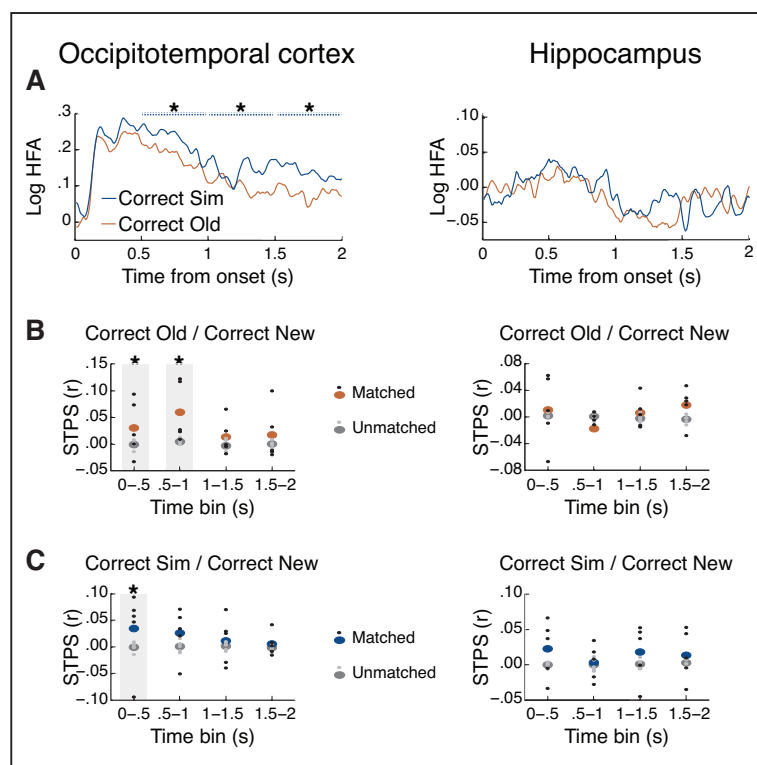 Occipitotemporal cortex
Hippocampus
A
* * *
Log HFA
.3
.2
.1
0
Correct Sim
Correct Old
0 0.5 1 1.5 2
Time from onset (s)
Log HFA
.10
.05
.00
−.05
0 0.5 1 1.5 2
Time from onset (s)
B
Correct Old / Correct New
* *
STPS (r)
0.15
0.10
0.05
.00
−.05
0−.5 .5−1 1−1.5 1.5−2
Time bin (s)
Matched
Unmatched
Correct Old / Correct New
STPS (r)
.08
.04
.00
−.04
−.08
0−.5 .5−1 1−1.5 1.5−2
Time bin (s)
C
Correct Sim / Correct New
*
STPS (r)
.10
.05
.00
−.05
−.10
0−.5 .5−1 1−1.5 1.5−2
Time bin (s)
Matched
Unmatched
Correct Sim / Correct New
STPS (r)
.10
.05
.00
−.05
0−.5 .5−1 1−1.5 1.5−2
Time bin (s)